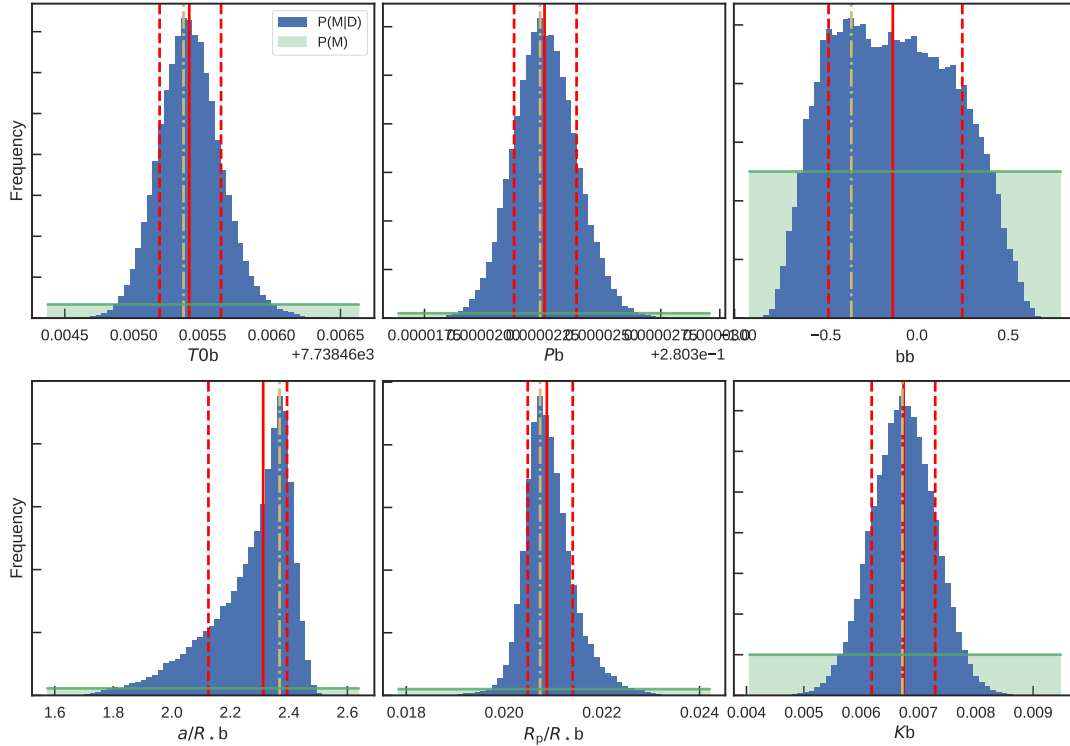 P(M|D)
P(M)
Frequency
0.0045 0.0050 0.0055 0.0060 0.0065
+7.73846e3
T0b
+2.803e-1
Pb
−0.5 0.0 0.5
bb
Frequency
1.6 1.8 2.0 2.2 2.4 2.6
a/R⋆b
0.018 0.020 0.022 0.024
Rp/R⋆b
0.004 0.005 0.006 0.007 0.008 0.009
Kb